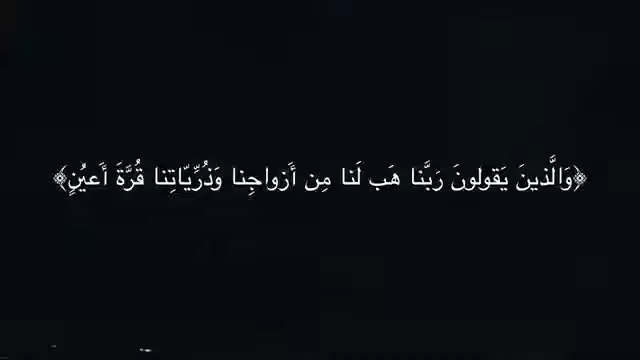 ﴿وَالَّذينَ يَقولونَ رَبَّنا هَب لَنا مِن أَزواجِنا وَذُرِّيّاتِنا قُرَّةَ أَعيُنٍ﴾